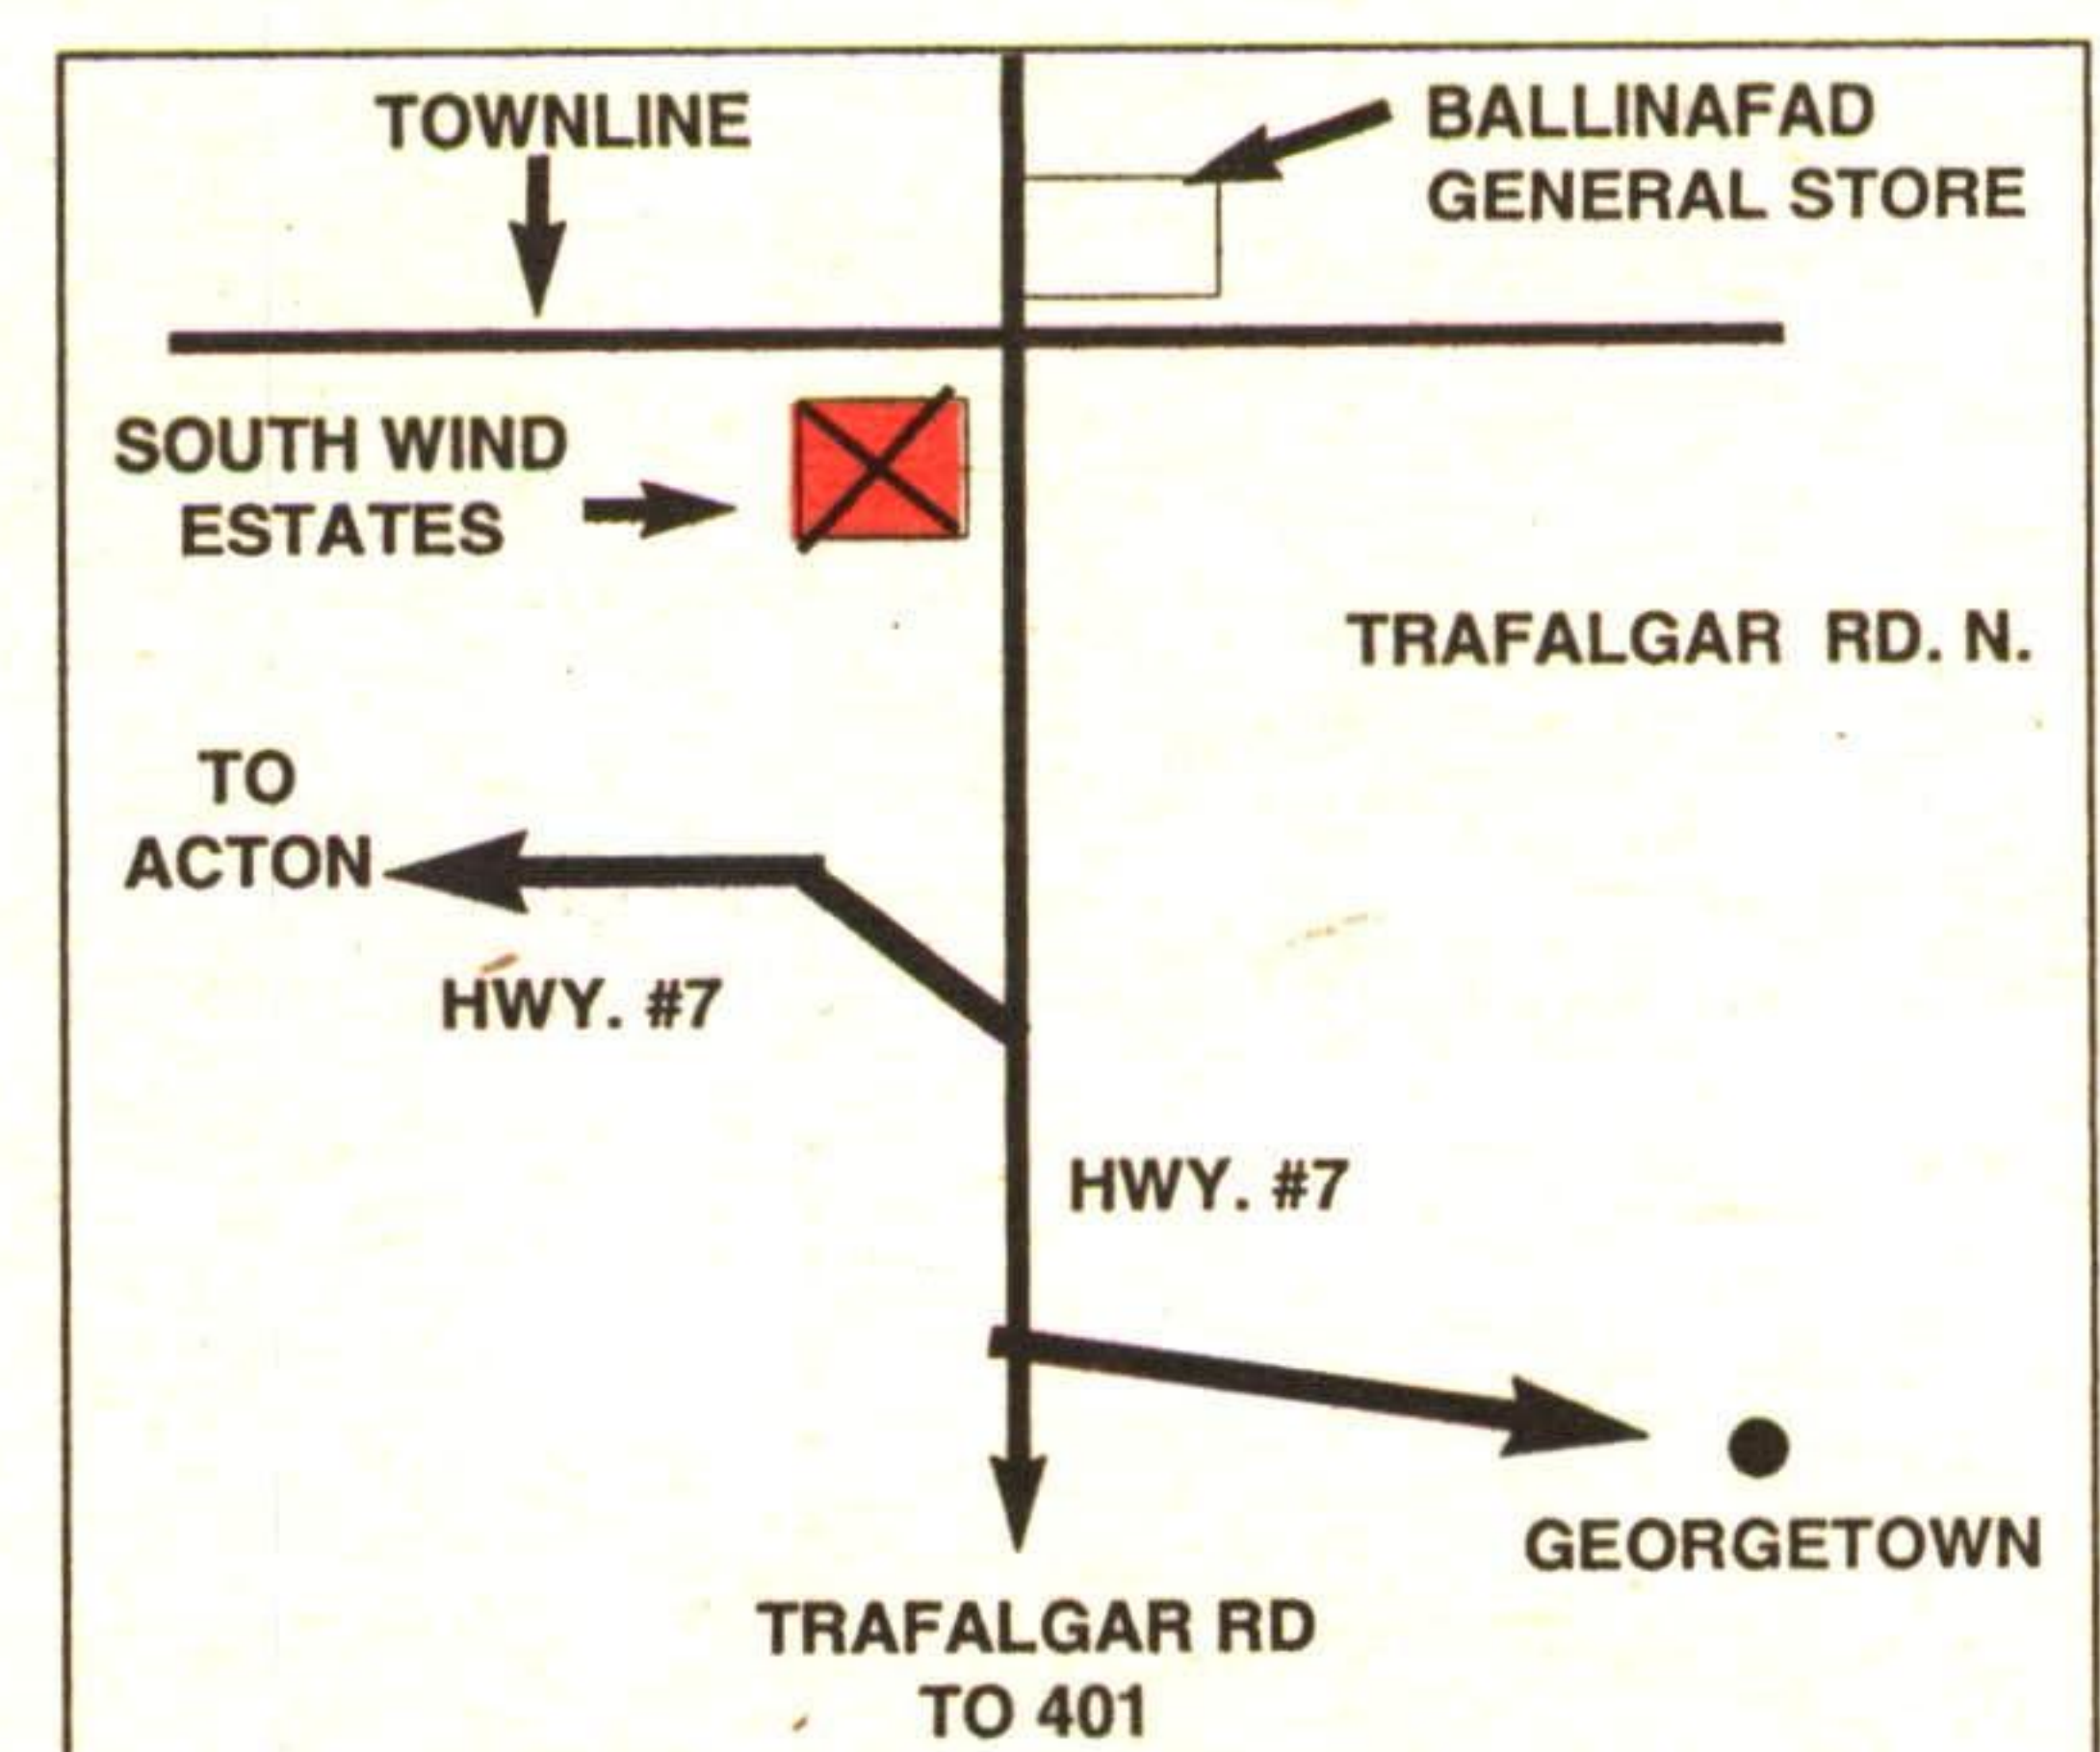 TOWNLINE
BALLINAFAD
GENERAL STORE
SOUTH WIND
ESTATES
TRAFALGAR RD. N.
TO
ACTON
HWY. #7
HWY. #7
GEORGETOWN
TRAFALGAR RD
TO 401